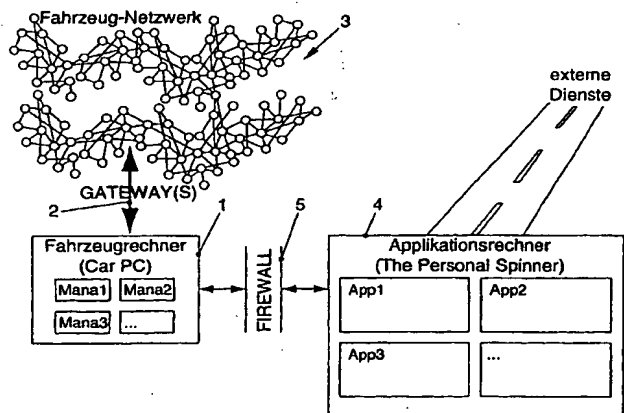 Fahrzeug-Netzwerk
3
externe
Dienste
GATEWAY(S)
2
1
5
4
Fahrzeugrechner
(Car PC)
Mana1
Mana2
Mana3
...
FIREWALL
Applikationsrechner
(The Personal Spinner)
App1
App2
App3
...